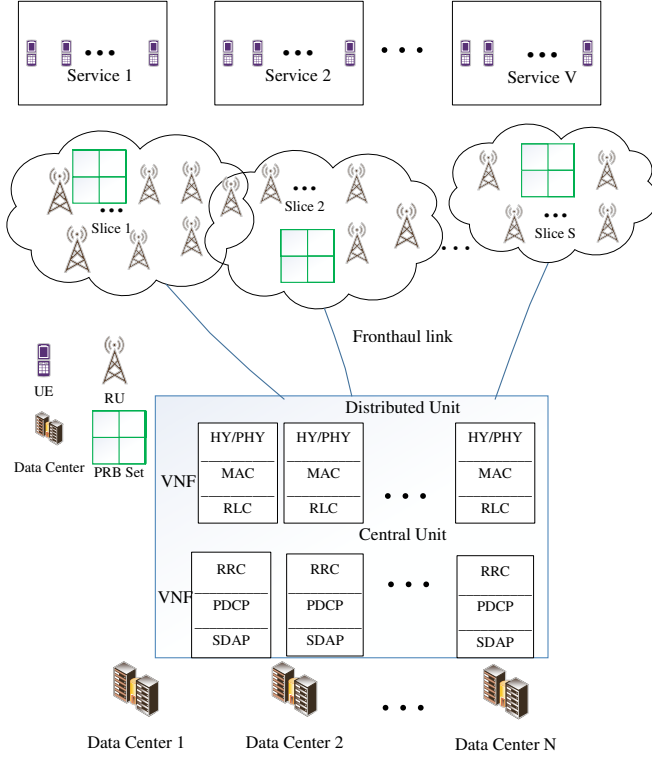 Service 1
Service 2
Service V
Slice 1
Slice 2
Slice S
Fronthaul link
UE
RU
Data Center
PRB Set
Distributed Unit
VNF
HY/PHY
MAC
RLC
HY/PHY
MAC
RLC
HY/PHY
MAC
RLC
Central Unit
VNF
RRC
PDCP
SDAP
RRC
PDCP
SDAP
RRC
PDCP
SDAP
Data Center 1
Data Center 2
Data Center N